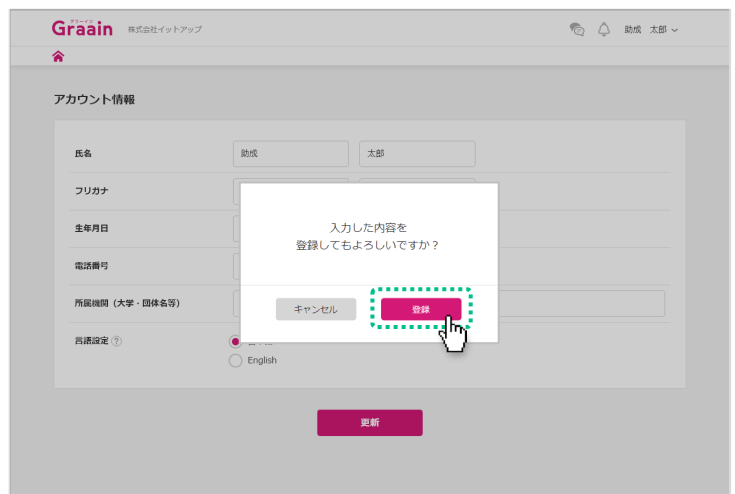 グラーイン
Graain 株式会社イットアップ
助成 太郎
アカウント情報
氏名 助成 太郎
フリガナ
生年月日
電話番号
所属機関（大学・団体名等）
言語設定 ?
English
入力した内容を
登録してもよろしいですか？
キャンセル 登録
更新